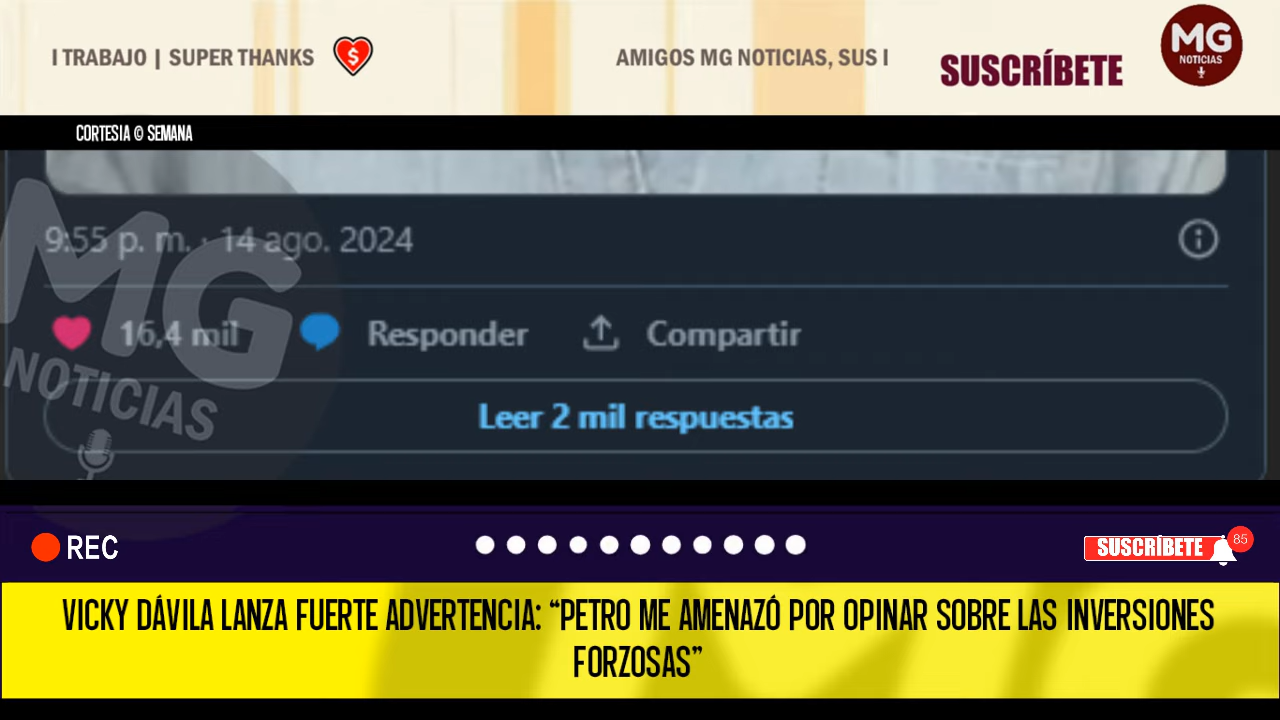 I TRABAJO | SUPER THANKS
$
AMIGOS MG NOTICIAS, SUS I
SUSCRÍBETE
MG
NOTICIAS
CORTESIA © SEMANA
9:55 p. m. · 14 ago. 2024
16,4 mil
Responder
Compartir
MG
NOTICIAS
Leer 2 mil respuestas
REC
SUSCRÍBETE
85
VICKY DÁVILA LANZA FUERTE ADVERTENCIA: “PETRO ME AMENAZÓ POR OPINAR SOBRE LAS INVERSIONES
FORZOSAS”